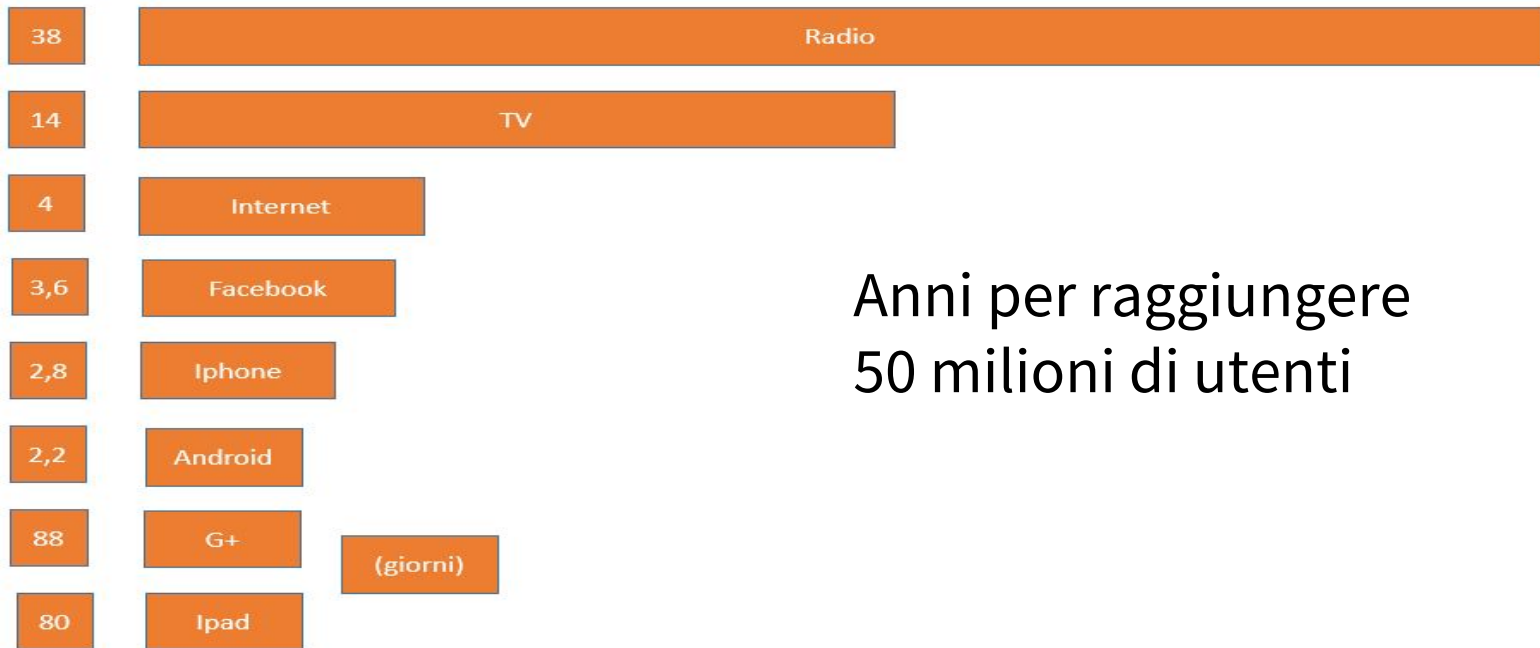 38 Radio
14 TV
4 Internet
3,6 Facebook
Anni per raggiungere
50 milioni di utenti
2,8 Iphone
2,2 Android
88 G+
(giorni)
80 Ipad